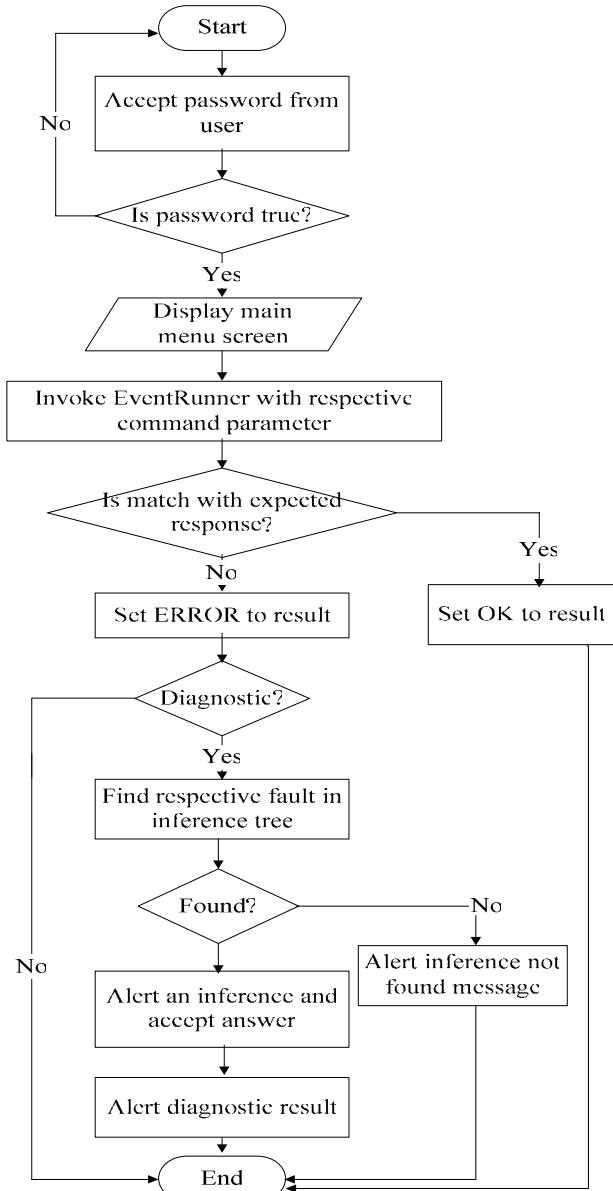 Start
Accept password from
user
No
Is password true?
Yes
Display main
menu screen
Invoke EventRunner with respective
command parameter
Is match with expected
response?
Yes
No
Set ERROR to result
Set OK to result
Diagnostic?
Yes
Find respective fault in
inference tree
Found?
No
No
Alert inference not
found message
Alert an inference and
accept answer
Alert diagnostic result
End